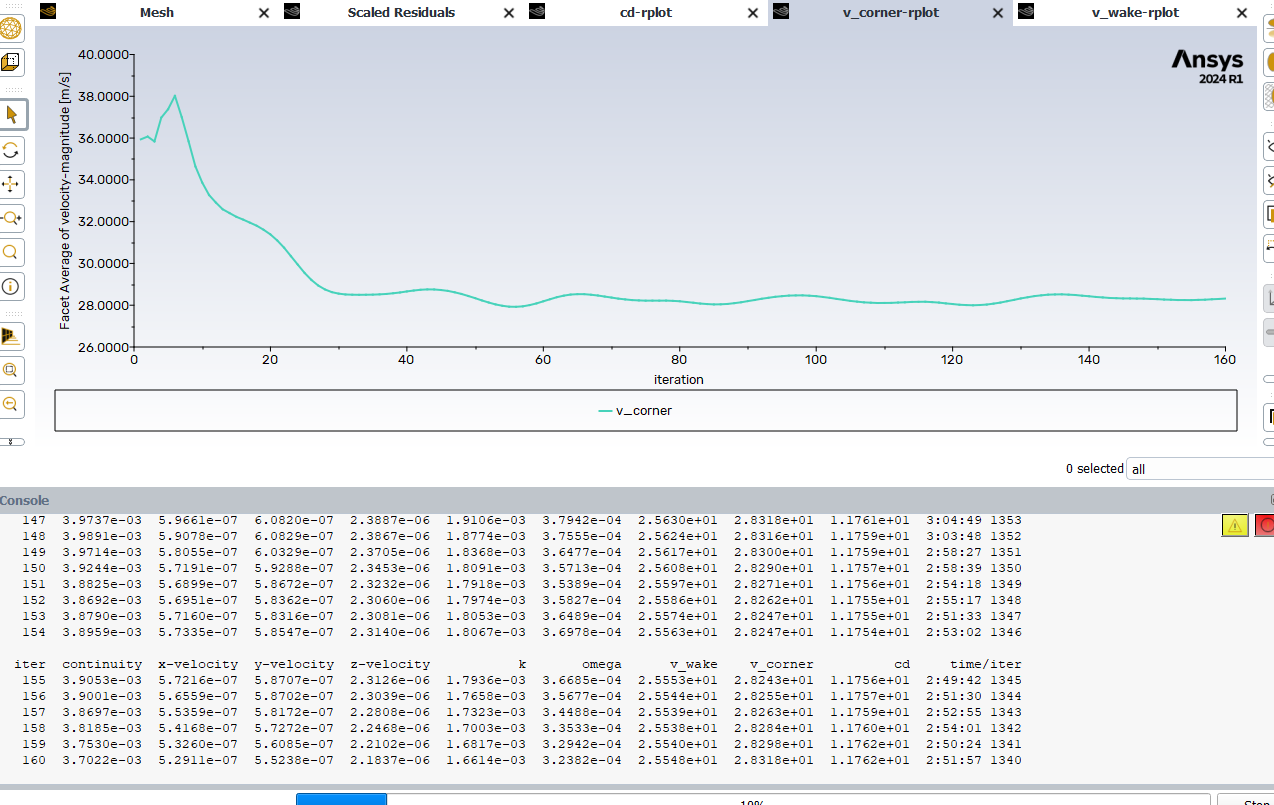 Mesh Scaled Residuals cd-rplot v_corner-rplot v_wake-rplot
Ansys
2024 R1
Facet Average of velocity-magnitude [m/s]
40.0000
38.0000
36.0000
34.0000
32.0000
30.0000
28.0000
26.0000
0 20 40 60 80 100 120 140 160
iteration
v_corner
0 selected all
Console
147 3.9737e-03 5.9661e-07 6.0820e-07 2.3887e-06 1.9106e-03 3.7942e-04 2.5630e+01 2.8318e+01 1.1761e+01 3:04:49 1353
148 3.9891e-03 5.9078e-07 6.0829e-07 2.3867e-06 1.8774e-03 3.7555e-04 2.5624e+01 2.8316e+01 1.1759e+01 3:03:48 1352
149 3.9714e-03 5.8055e-07 6.0329e-07 2.3705e-06 1.8368e-03 3.6477e-04 2.5617e+01 2.8300e+01 1.1759e+01 2:58:27 1351
150 3.9244e-03 5.7191e-07 5.9288e-07 2.3453e-06 1.8091e-03 3.5713e-04 2.5608e+01 2.8290e+01 1.1757e+01 2:58:39 1350
151 3.8825e-03 5.6899e-07 5.8672e-07 2.3232e-06 1.7918e-03 3.5389e-04 2.5597e+01 2.8271e+01 1.1756e+01 2:54:18 1349
152 3.8692e-03 5.6951e-07 5.8362e-07 2.3060e-06 1.7974e-03 3.5827e-04 2.5586e+01 2.8262e+01 1.1755e+01 2:55:17 1348
153 3.8790e-03 5.7160e-07 5.8316e-07 2.3081e-06 1.8053e-03 3.6489e-04 2.5574e+01 2.8247e+01 1.1755e+01 2:51:33 1347
154 3.8959e-03 5.7335e-07 5.8547e-07 2.3140e-06 1.8067e-03 3.6978e-04 2.5563e+01 2.8247e+01 1.1754e+01 2:53:02 1346
iter continuity x-velocity y-velocity z-velocity k omega v_wake v_corner cd time/iter
155 3.9053e-03 5.7216e-07 5.8707e-07 2.3126e-06 1.7936e-03 3.6685e-04 2.5553e+01 2.8243e+01 1.1756e+01 2:49:42 1345
156 3.9001e-03 5.6559e-07 5.8702e-07 2.3039e-06 1.7658e-03 3.5677e-04 2.5544e+01 2.8255e+01 1.1757e+01 2:51:30 1344
157 3.8697e-03 5.5359e-07 5.8172e-07 2.2808e-06 1.7323e-03 3.4488e-04 2.5539e+01 2.8263e+01 1.1759e+01 2:52:55 1343
158 3.8185e-03 5.4168e-07 5.7272e-07 2.2468e-06 1.7003e-03 3.3533e-04 2.5538e+01 2.8284e+01 1.1760e+01 2:54:01 1342
159 3.7530e-03 5.3260e-07 5.6085e-07 2.2102e-06 1.6817e-03 3.2942e-04 2.5540e+01 2.8298e+01 1.1762e+01 2:50:24 1341
160 3.7022e-03 5.2911e-07 5.5238e-07 2.1837e-06 1.6614e-03 3.2382e-04 2.5548e+01 2.8318e+01 1.1762e+01 2:51:57 1340
10% Stop